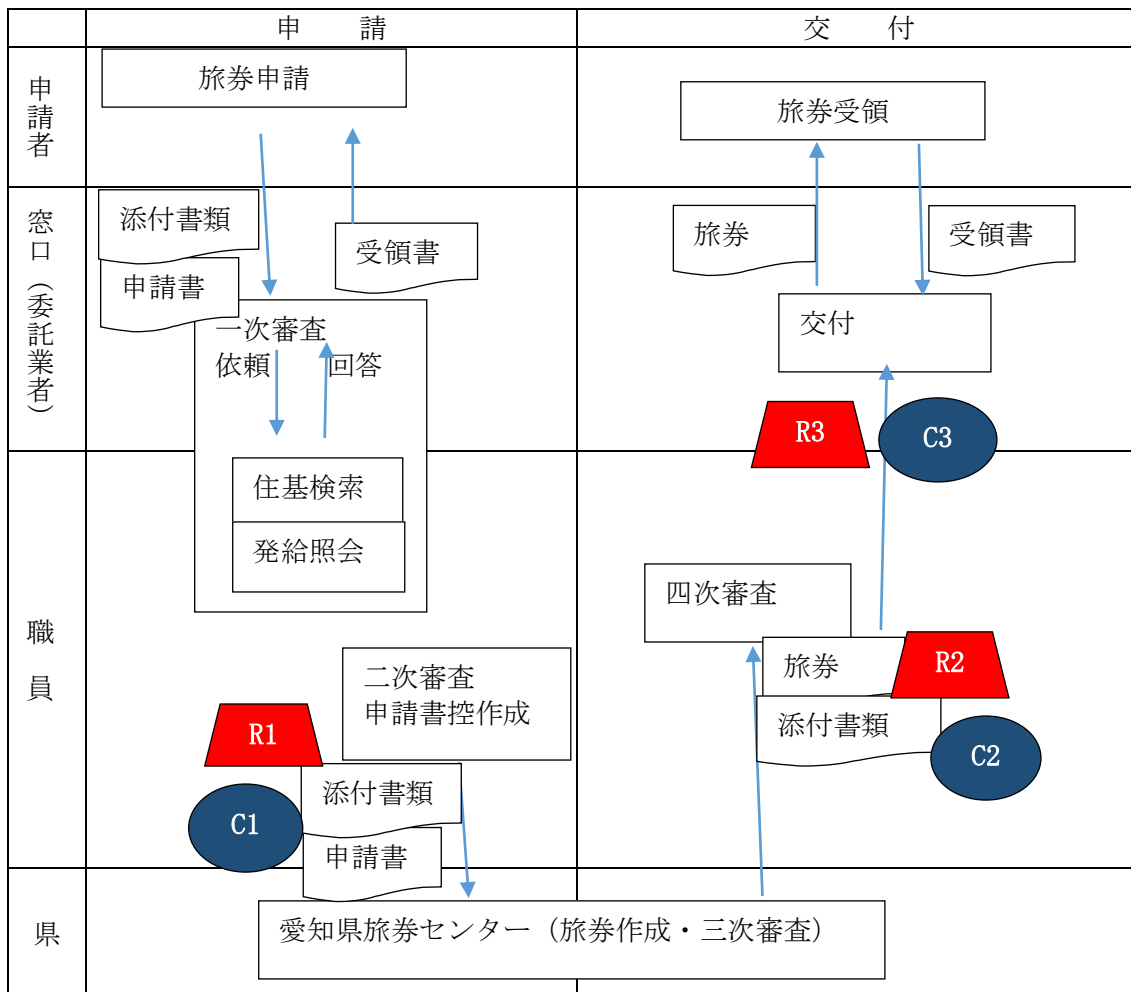 申　　請
交　　付
申請者
旅券申請
旅券受領
窓口（委託業者）
添付書類
申請書
受領書
一次審査
依頼
回答
旅券
受領書
交付
R3
C3
職員
住基検索
発給照会
二次審査
申請書控作成
R1
C1
添付書類
申請書
四次審査
旅券
R2
添付書類
C2
県
愛知県旅券センター（旅券作成・三次審査）